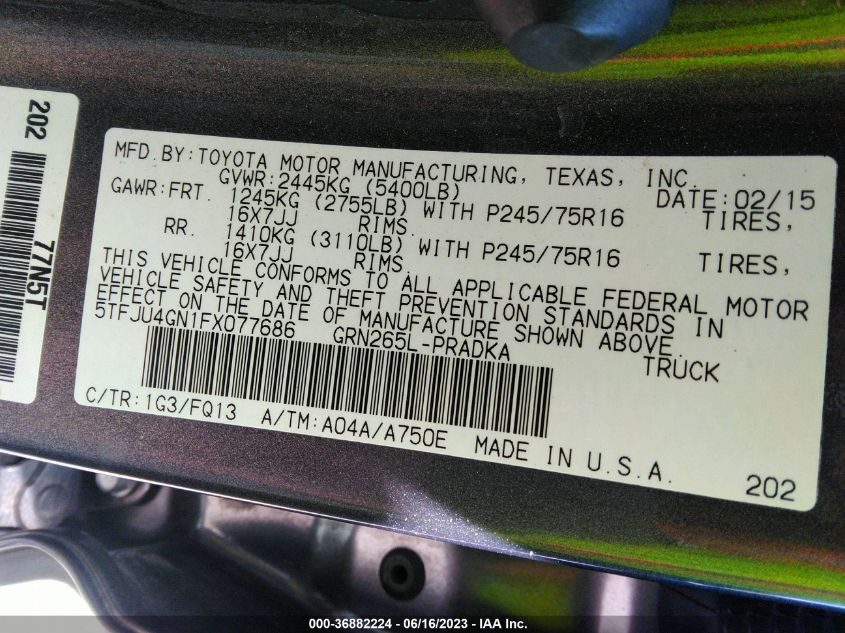 202
77N5T
MFD.BY:TOYOTA MOTOR MANUFACTURING, TEXAS, INC.
GVWR:2445KG (5400LB) DATE:02/15
GAWR:FRT. 1245KG (2755LB) WITH P245/75R16 TIRES,
16X7JJ RIMS.
RR. 1410KG (3110LB) WITH P245/75R16 TIRES,
16X7JJ RIMS.
THIS VEHICLE CONFORMS TO ALL APPLICABLE FEDERAL MOTOR
VEHICLE SAFETY AND THEFT PREVENTION STANDARDS IN
EFFECT ON THE DATE OF MANUFACTURE SHOWN ABOVE.
5TFJU4GN1FX077686 GRN265L-PRADKA TRUCK
C/TR:1G3/FQ13 A/TM:A04A/A750E MADE IN U.S.A.
202
000-36882224 - 06/16/2023 - IAA Inc.